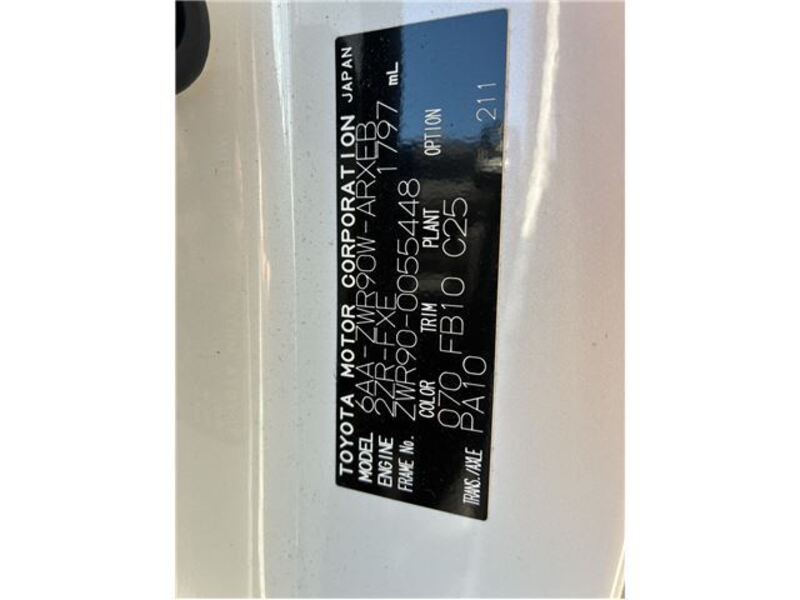 TOYOTA MOTOR CORPORATION JAPAN
MODEL 6AA-ZWR90W-ARXEB
ENGINE 2ZR-FXE 1797 mL
FRAME No. ZWR90-0055448
COLOR TRIM PLANT OPTION
070 FB10 C25
TRANS./AXLE PA10 211